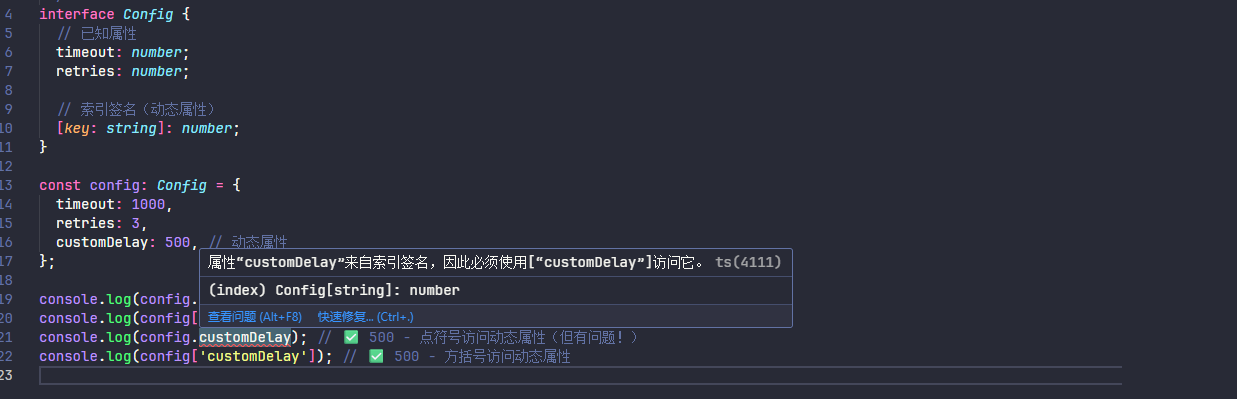 4 interface Config {
5 // 已知属性
6 timeout: number;
7 retries: number;
8
9 // 索引签名（动态属性）
10 [key: string]: number;
11 }
12
13 const config: Config = {
14 timeout: 1000,
15 retries: 3,
16 customDelay: 500, // 动态属性
17 };
属性“customDelay”来自索引签名，因此必须使用[“customDelay”]访问它。 ts(4111)
18
(index) Config[string]: number
19 console.log(config.
查看问题 (Alt+F8) 快速修复... (Ctrl+.)
20 console.log(config[
21 console.log(config.customDelay); // ✅ 500 - 点符号访问动态属性（但有问题！）
22 console.log(config['customDelay']); // ✅ 500 - 方括号访问动态属性
23